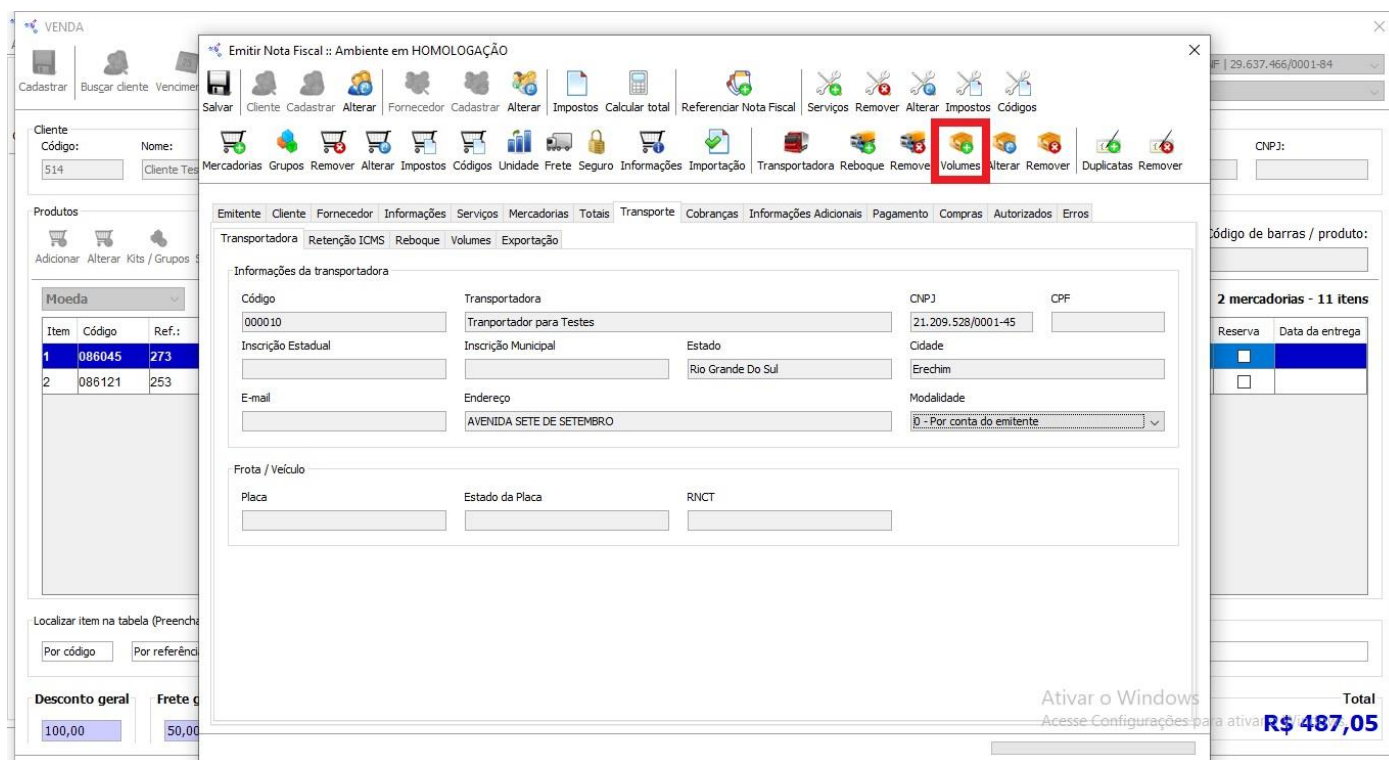 VENDA
Emitir Nota Fiscal :: Ambiente em HOMOLOGAÇÃO
Cadastrar Buscar cliente
| 29.637.466/0001-84
Salvar Cliente Cadastrar Alterar Fornecedor Cadastrar Alterar Impostos Calcular total Referenciar Nota Fiscal Serviços Remover Alterar Impostos Códigos
Mercadorias Grupos Remover Alterar Impostos Códigos Unidade Frete Seguro Informações Importação Transportadora Reboque Remover Volumes Alterar Remover Duplicatas Remover
Cliente
Código: Nome: CNPJ:
514 Cliente Tes
Emitente Cliente Fornecedor Informações Serviços Mercadorias Totais Transporte Cobranças Informações Adicionais Pagamento Compras Autorizados Erros
Transportadora Retenção ICMS Reboque Volumes Exportação
Produtos
Código de barras / produto:
Adicionar Alterar Kits / Grupos
Informações da transportadora
Código Transportadora CNPJ CPF
000010 Tranportador para Testes 21.209.528/0001-45
Moeda
2 mercadorias - 11 itens
Item Código Ref.: Reserva Data da entrega
1 086045 273
2 086121 253
Inscrição Estadual Inscrição Municipal Estado Cidade
Rio Grande Do Sul Erechim
E-mail Endereço Modalidade
AVENIDA SETE DE SETEMBRO 0 - Por conta do emitente
Frota / Veículo
Placa Estado da Placa RNCT
Localizar item na tabela
Por código Por
Desconto geral Frete
100,00 50,00
Ativar o Windows
Acesse Configurações para ativar o Windows.
Total
R$ 487,05